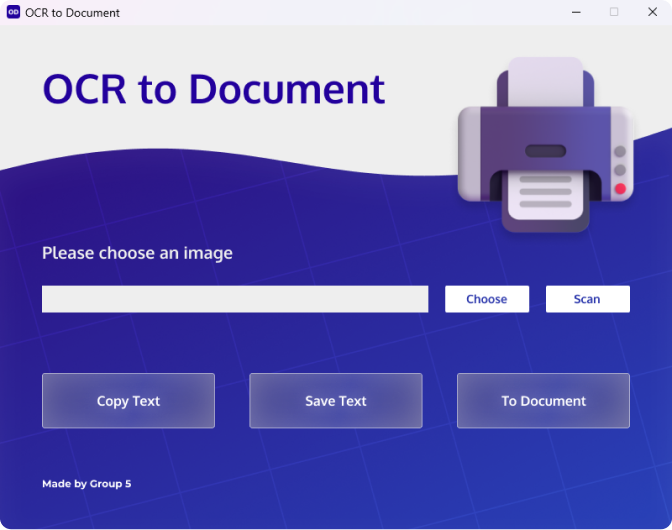 OD OCR to Document
OCR to Document
Please choose an image
Choose Scan
Copy Text Save Text To Document
Made by Group 5